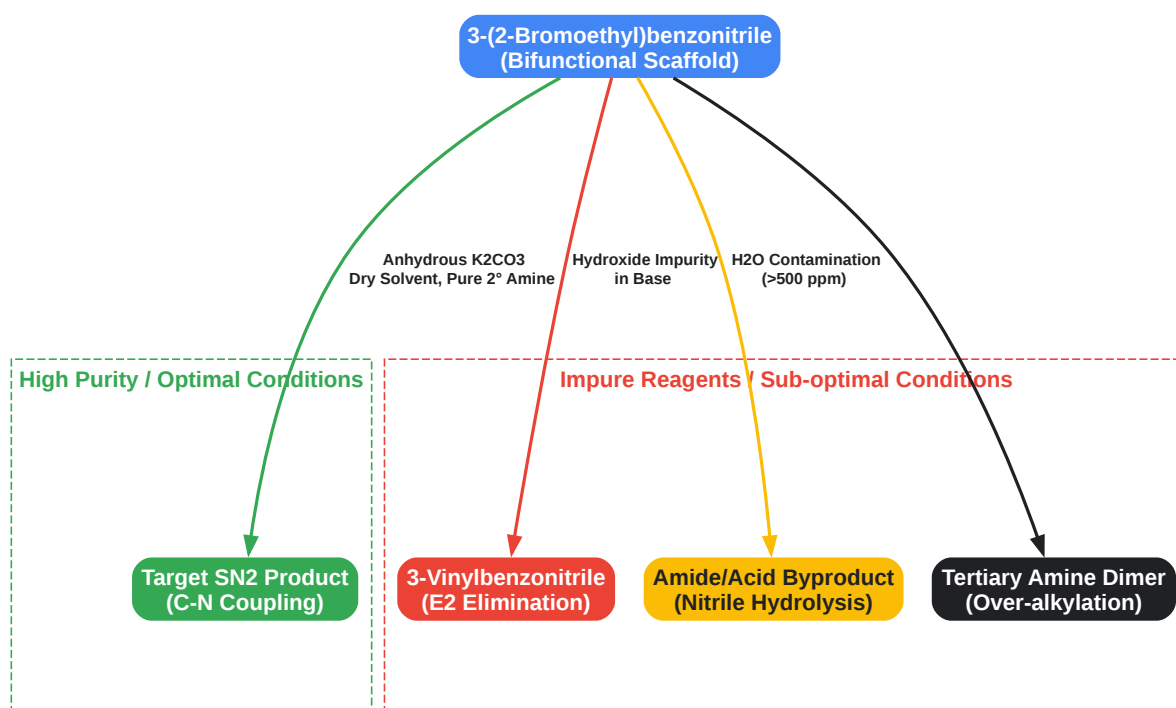 3-(2-Bromoethyl)benzonitrile
(Bifunctional Scaffold)
Anhydrous K2CO3
Dry Solvent, Pure 2° Amine
Hydroxide Impurity
in Base
H2O Contamination
(>500 ppm)
High Purity / Optimal Conditions
Impure Reagents / Sub-optimal Conditions
Target SN2 Product
(C-N Coupling)
3-Vinylbenzonitrile
(E2 Elimination)
Amide/Acid Byproduct
(Nitrile Hydrolysis)
Tertiary Amine Dimer
(Over-alkylation)